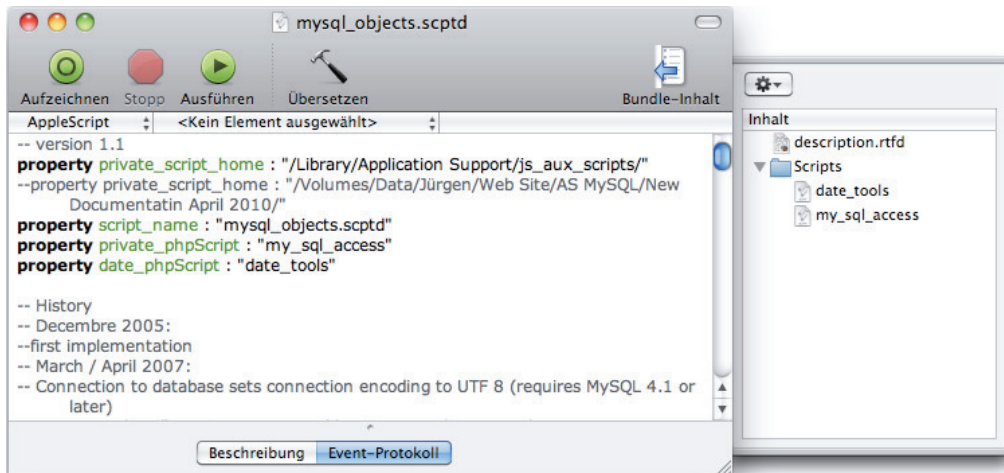 mysql_objects.scptd
Aufzeichnen Stopp Ausführen Übersetzen Bundle-Inhalt
AppleScript <Kein Element ausgewählt>
-- version 1.1
property private_script_home : "/Library/Application Support/js_aux_scripts/"
--property private_script_home : "/Volumes/Data/Jürgen/Web Site/AS MySQL/New
Documentatin April 2010/"
property script_name : "mysql_objects.scptd"
property private_phpScript : "my_sql_access"
property date_phpScript : "date_tools"
-- History
-- Decembre 2005:
--first implementation
-- March / April 2007:
-- Connection to database sets connection encoding to UTF 8 (requires MySQL 4.1 or
later)
Beschreibung Event-Protokoll
Inhalt
description.rtfd
Scripts
date_tools
my_sql_access